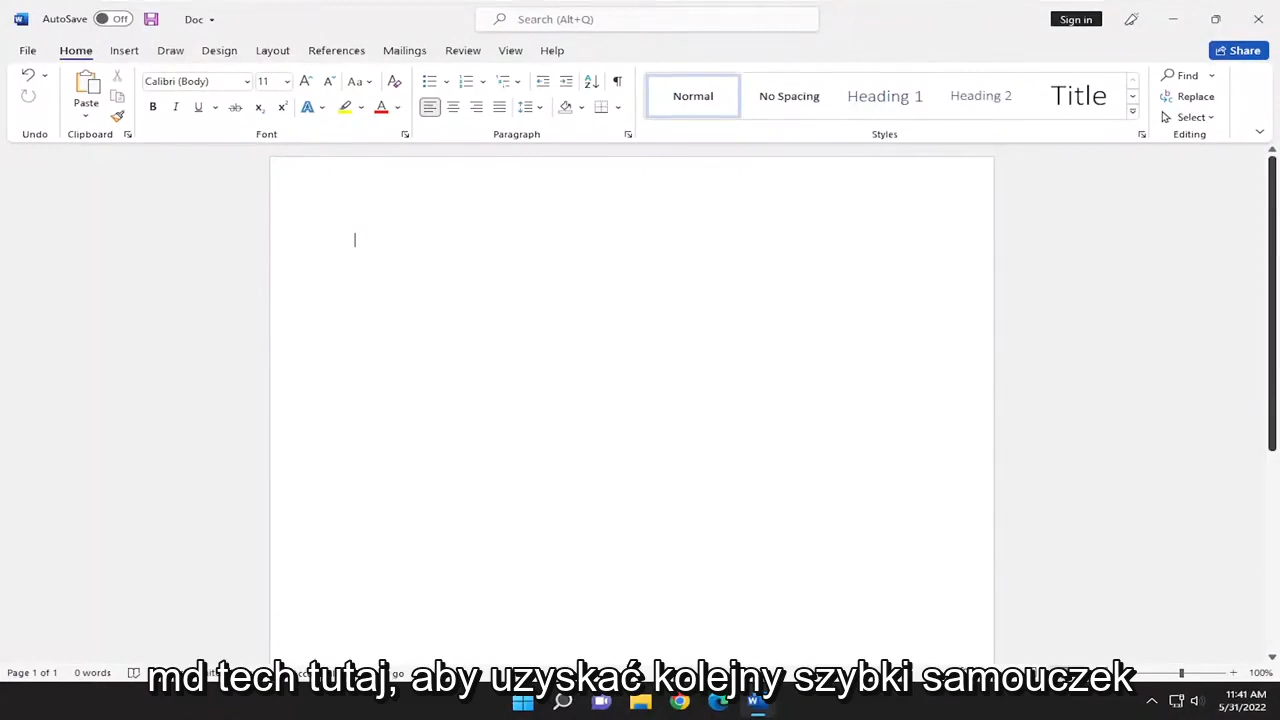 AutoSave Off Doc Search (Alt+Q) Sign in
File Home Insert Draw Design Layout References Mailings Review View Help Share
Paste Calibri (Body) 11 Aa Normal No Spacing Heading 1 Heading 2 Title Find
Replace
Select
Undo Clipboard Font Paragraph Styles Editing
Page 1 of 1 0 words 100%
md tech tutaj, aby uzyskać kolejny szybki samouczek
11:41 AM
5/31/2022